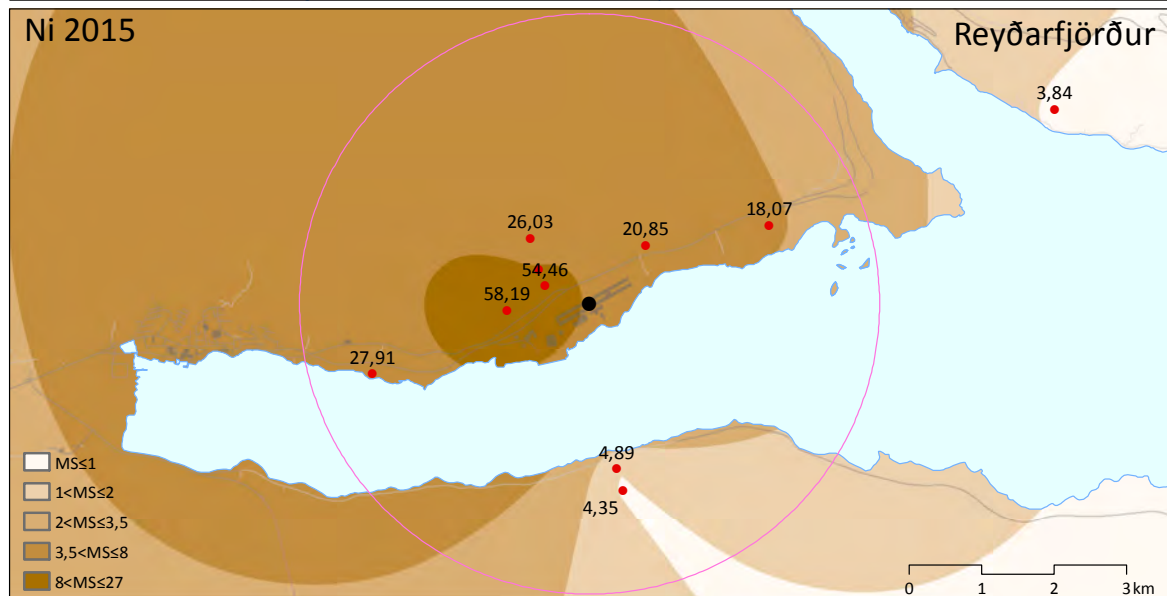 Ni 2015
Reyðarfjörður
3,84
18,07
26,03
20,85
54,46
58,19
27,91
4,89
4,35
MS≤1
1<MS≤2
2<MS≤3,5
3,5<MS≤8
8<MS≤27
0 1 2 3 km